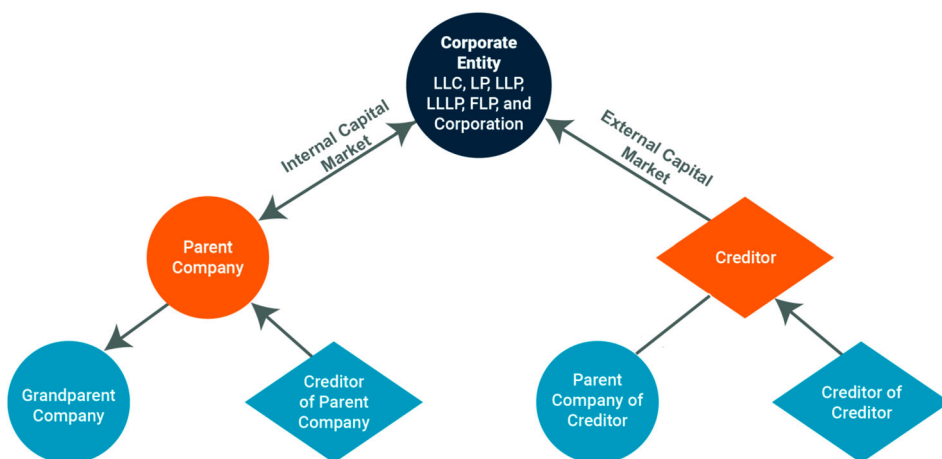 Corporate
Entity
LLC, LP, LLP,
LLLP, FLP, and
Corporation
Internal Capital
Market
External Capital
Market
Parent
Company
Creditor
Grandparent
Company
Creditor
of Parent
Company
Parent
Company of
Creditor
Creditor of
Creditor